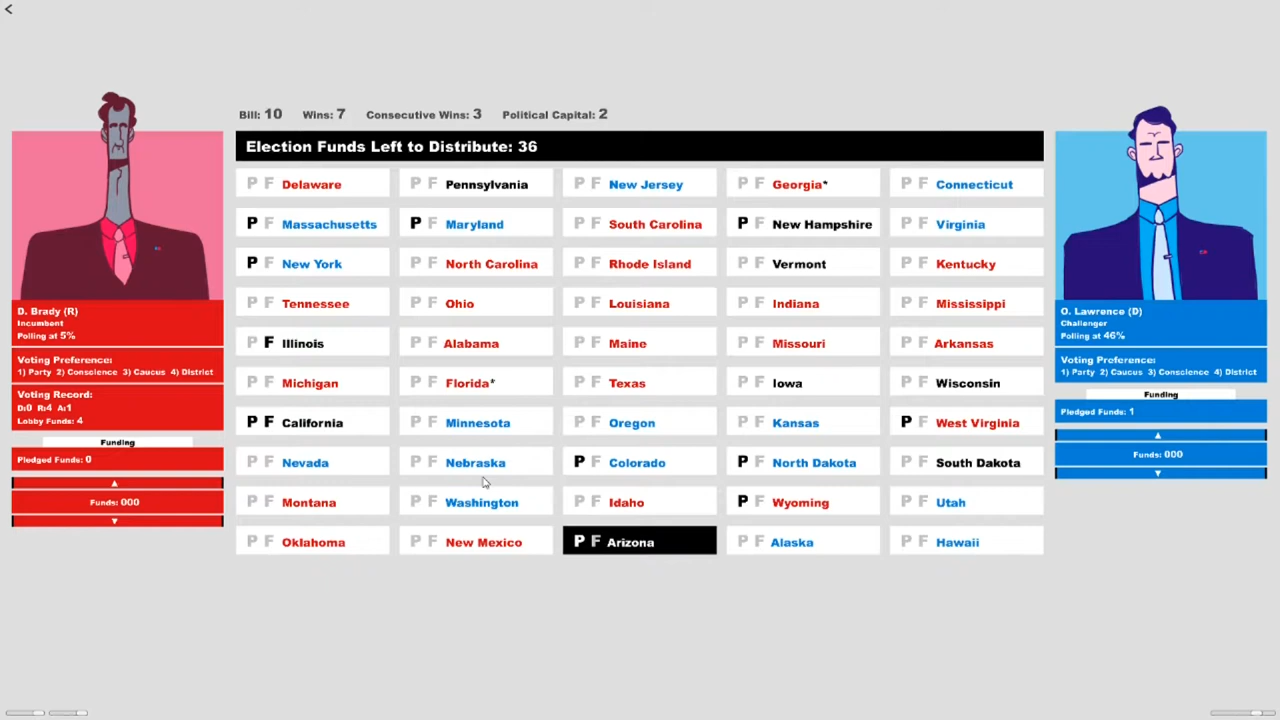 <
Bill: 10 Wins: 7 Consecutive Wins: 3 Political Capital: 2
Election Funds Left to Distribute: 36
P F Delaware P F Pennsylvania P F New Jersey P F Georgia* P F Connecticut
P F Massachusetts P F Maryland P F South Carolina P F New Hampshire P F Virginia
P F New York P F North Carolina P F Rhode Island P F Vermont P F Kentucky
P F Tennessee P F Ohio P F Louisiana P F Indiana P F Mississippi
P F Illinois P F Alabama P F Maine P F Missouri P F Arkansas
P F Michigan P F Florida* P F Texas P F Iowa P F Wisconsin
P F California P F Minnesota P F Oregon P F Kansas P F West Virginia
P F Nevada P F Nebraska P F Colorado P F North Dakota P F South Dakota
P F Montana P F Washington P F Idaho P F Wyoming P F Utah
P F Oklahoma P F New Mexico P F Arizona P F Alaska P F Hawaii
D. Brady (R)
Incumbent
Polling at 5%
Voting Preference:
1) Party 2) Conscience 3) Caucus 4) District
Voting Record:
D:0 R:4 A:1
Lobby Funds: 4
Funding
Pledged Funds: 0
▲
Funds: 000
▼
O. Lawrence (D)
Challenger
Polling at 46%
Voting Preference:
1) Party 2) Caucus 3) Conscience 4) District
Funding
Pledged Funds: 1
▲
Funds: 000
▼